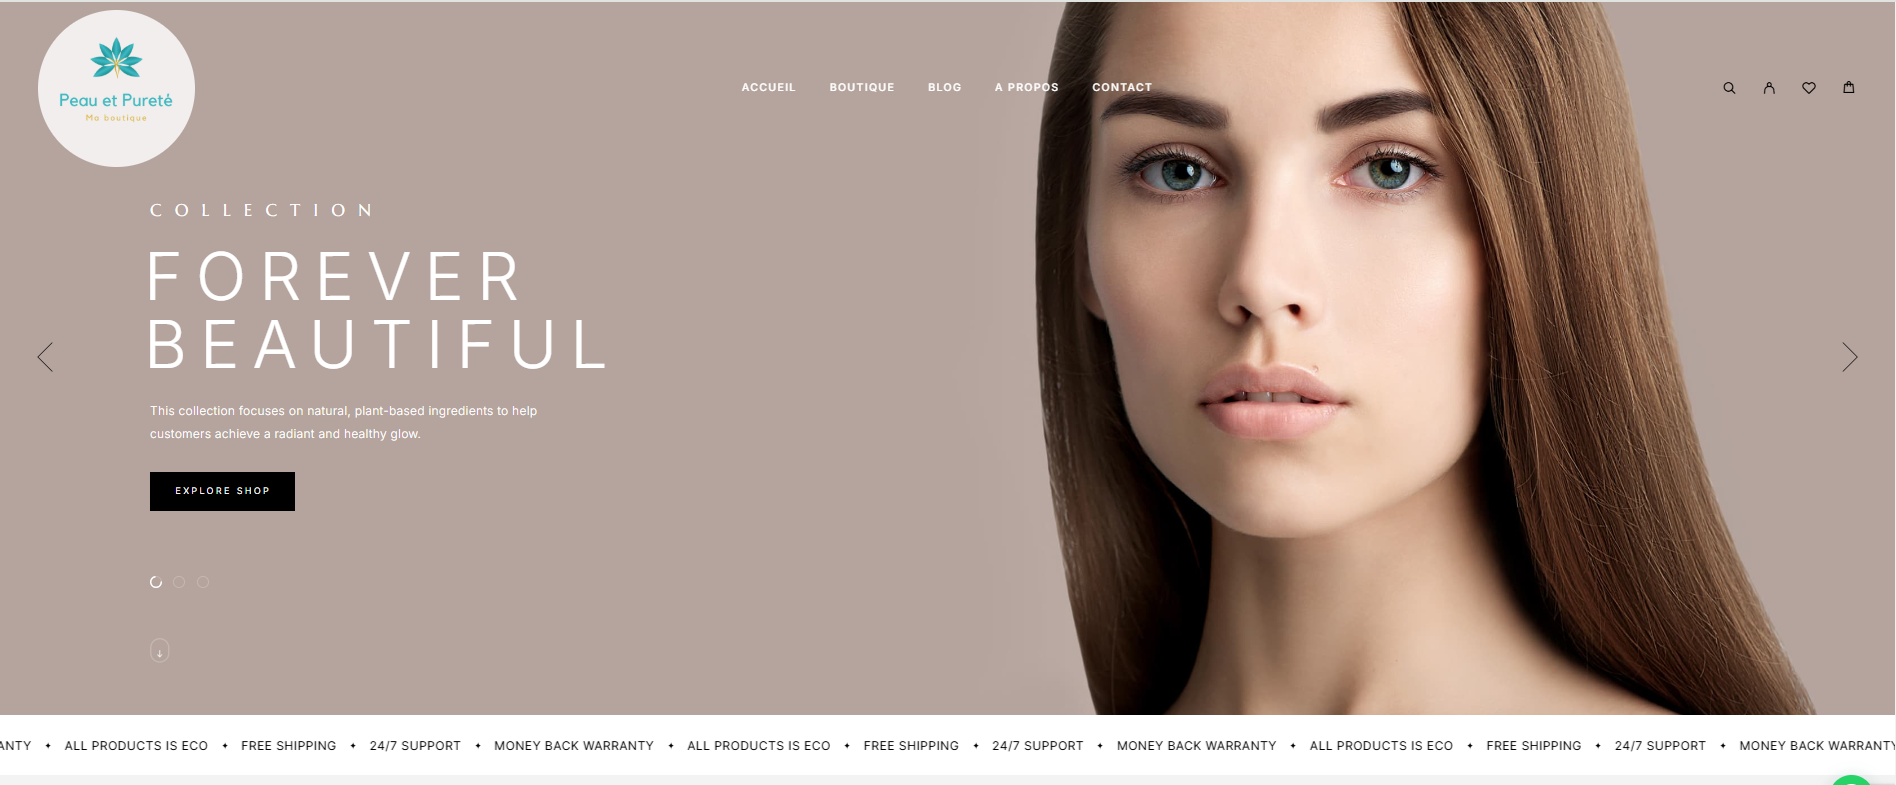 Peau et Pureté
Ma boutique
ACCUEIL BOUTIQUE BLOG A PROPOS CONTACT
COLLECTION
FOREVER
BEAUTIFUL
This collection focuses on natural, plant-based ingredients to help
customers achieve a radiant and healthy glow.
EXPLORE SHOP
ANTY ✦ ALL PRODUCTS IS ECO ✦ FREE SHIPPING ✦ 24/7 SUPPORT ✦ MONEY BACK WARRANTY ✦ ALL PRODUCTS IS ECO ✦ FREE SHIPPING ✦ 24/7 SUPPORT ✦ MONEY BACK WARRANTY ✦ ALL PRODUCTS IS ECO ✦ FREE SHIPPING ✦ 24/7 SUPPORT ✦ MONEY BACK WARRANTY